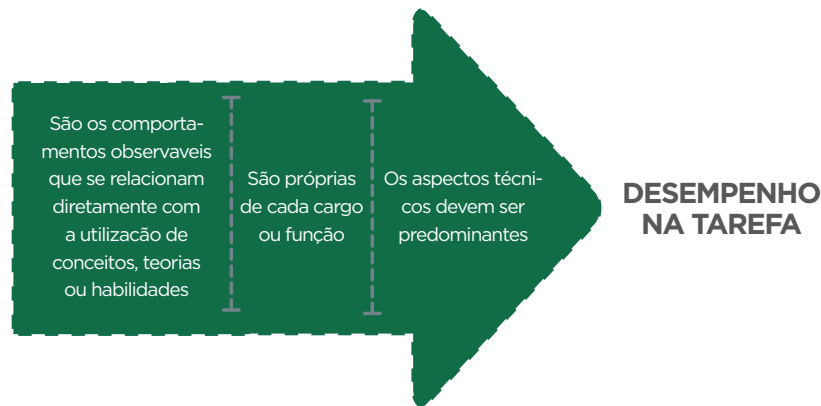 São os comporta-
mentos observaveis
que se relacionam
diretamente com
a utilizacão de
conceitos, teorias
ou habilidades
São próprias
de cada cargo
ou função
Os aspectos técni-
cos devem ser
predominantes
DESEMPENHO
NA TAREFA